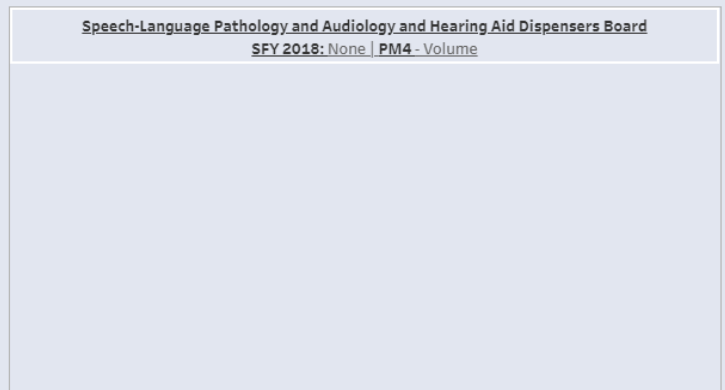 Speech-Language Pathology and Audiology and Hearing Aid Dispensers Board
SFY 2018: None | PM4 - Volume